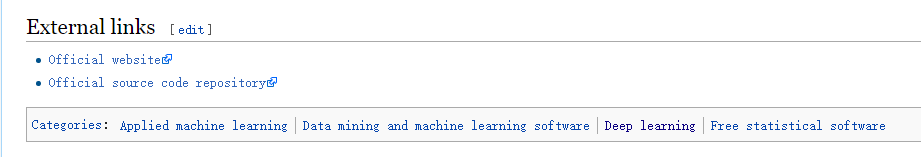 External links [edit]
Official website
Official source code repository
Categories: Applied machine learning | Data mining and machine learning software | Deep learning | Free statistical software